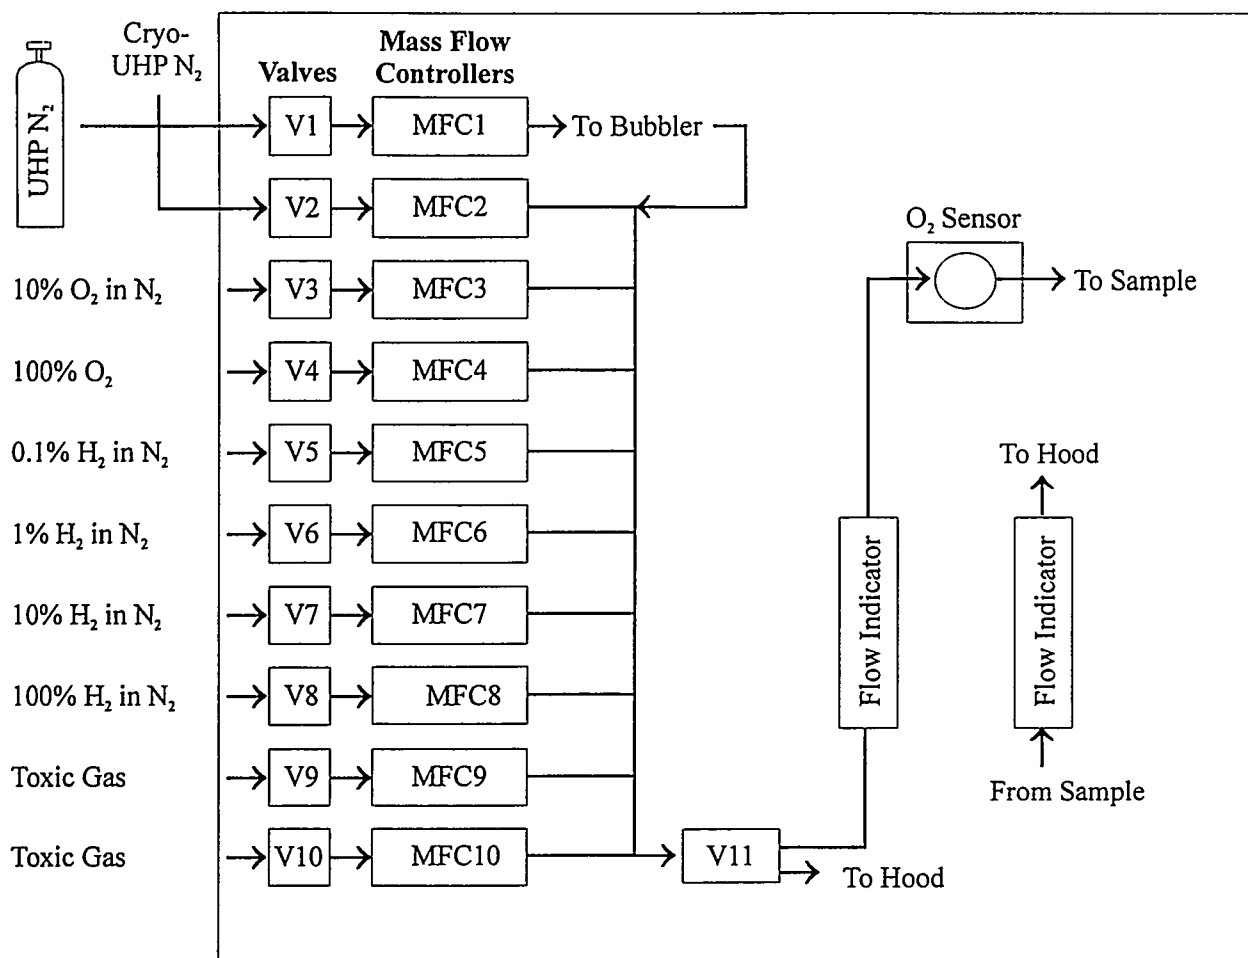 Cryo-
UHP N₂
Valves
Mass Flow
Controllers
UHP N₂
V1
MFC1
To Bubbler
V2
MFC2
O₂ Sensor
10% O₂ in N₂
V3
MFC3
To Sample
100% O₂
V4
MFC4
0.1% H₂ in N₂
V5
MFC5
To Hood
1% H₂ in N₂
V6
MFC6
Flow Indicator
Flow Indicator
10% H₂ in N₂
V7
MFC7
100% H₂ in N₂
V8
MFC8
Toxic Gas
V9
MFC9
From Sample
Toxic Gas
V10
MFC10
V11
To Hood